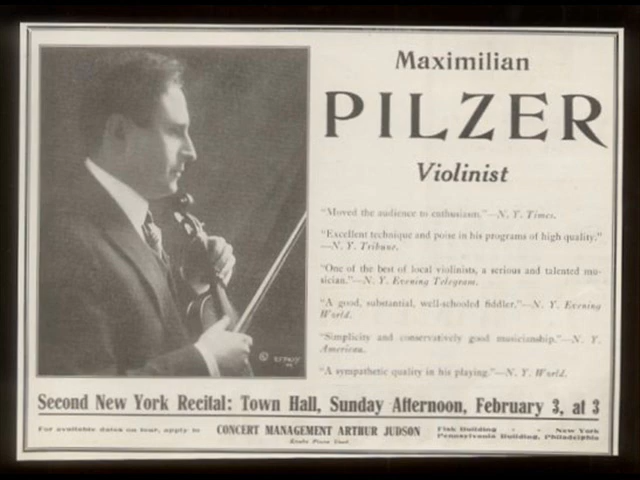 Maximilian
PILZER
Violinist
"Moved the audience to enthusiasm."—N. Y. Times.
"Excellent technique and poise in his programs of high quality."
—N. Y. Tribune.
"One of the best of local violinists, a serious and talented mu-
sician."—N. Y. Evening Telegram.
"A good, substantial, well-schooled fiddler."—N. Y. Evening
World.
"Simplicity and conservatively good musicianship."—N. Y.
American.
"A sympathetic quality in his playing."—N. Y. World.
Second New York Recital: Town Hall, Sunday Afternoon, February 3, at 3
For available dates on tour, apply to CONCERT MANAGEMENT ARTHUR JUDSON Fisk Building - - New York
Pennsylvania Building, Philadelphia
Knabe Piano Used